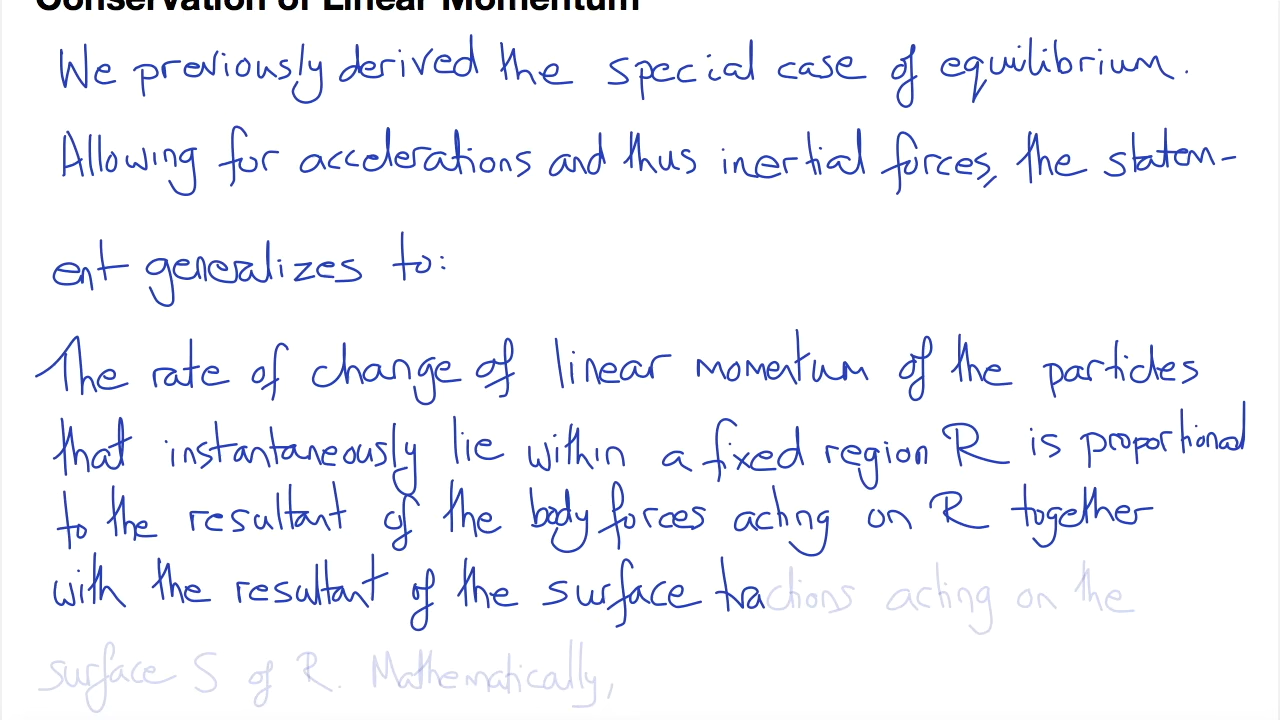 Conservation of Linear Momentum
We previously derived the special case of equilibrium.
Allowing for accelerations and thus inertial forces, the statem-
ent generalizes to:
The rate of change of linear momentum of the particles
that instantaneously lie within a fixed region R is proportional
to the resultant of the body forces acting on R together
with the resultant of the surface tractions acting on the
surface S of R. Mathematically,